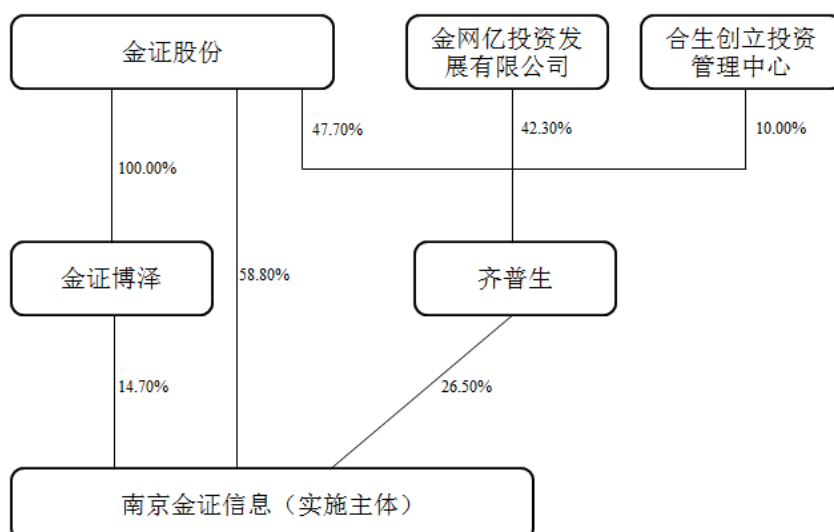 金证股份
金网亿投资发
展有限公司
合生创立投资
管理中心
47.70%
42.30%
10.00%
100.00%
金证博泽
58.80%
齐普生
14.70%
26.50%
南京金证信息（实施主体）